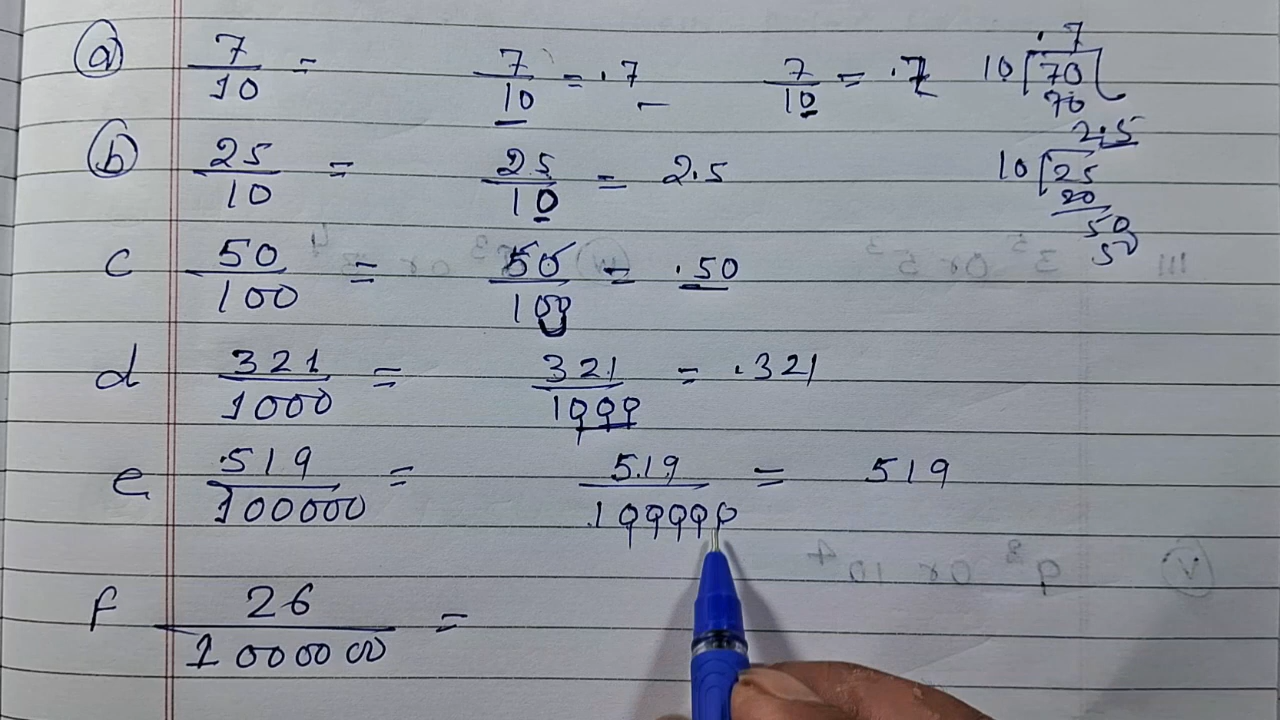 a 7/10 = 7/10 = .7 7/10 = .7 10 70 .7 70
b 25/10 = 25/10 = 2.5 10 25 2.5 20 50 50
c 50/100 = 50/100 = .50
d 321/1000 = 321/1000 = .321
e 519/100000 = 519/100000 = 519
f 26/1000000 =